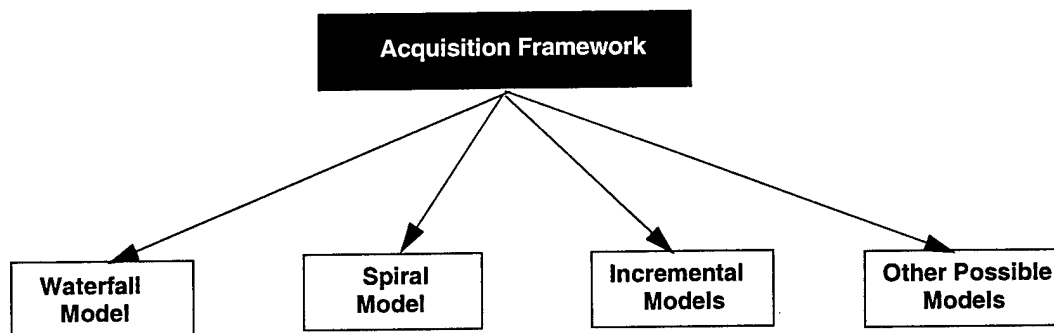 Acquisition Framework
Waterfall
Model
Spiral
Model
Incremental
Models
Other Possible
Models